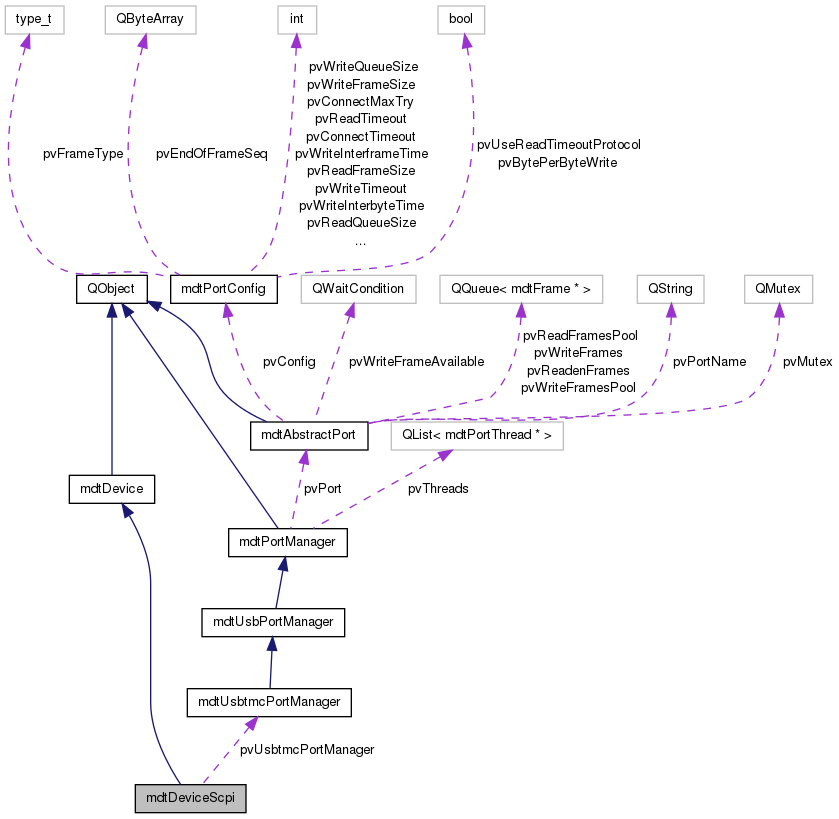 type_t
QByteArray
int
bool
pvWriteQueueSize
pvWriteFrameSize
pvConnectMaxTry
pvReadTimeout
pvConnectTimeout
pvWriteInterframeTime
pvReadFrameSize
pvWriteTimeout
pvWriteInterbyteTime
pvReadQueueSize
...
pvFrameType
pvEndOfFrameSeq
pvUseReadTimeoutProtocol
pvBytePerByteWrite
QObject
mdtPortConfig
QWaitCondition
QQueue< mdtFrame * >
QString
QMutex
pvConfig
pvWriteFrameAvailable
pvReadFramesPool
pvWriteFrames
pvReadenFrames
pvWriteFramesPool
pvPortName
pvMutex
mdtAbstractPort
QList< mdtPortThread * >
mdtDevice
pvPort
pvThreads
mdtPortManager
mdtUsbPortManager
mdtUsbtmcPortManager
pvUsbtmcPortManager
mdtDeviceScpi